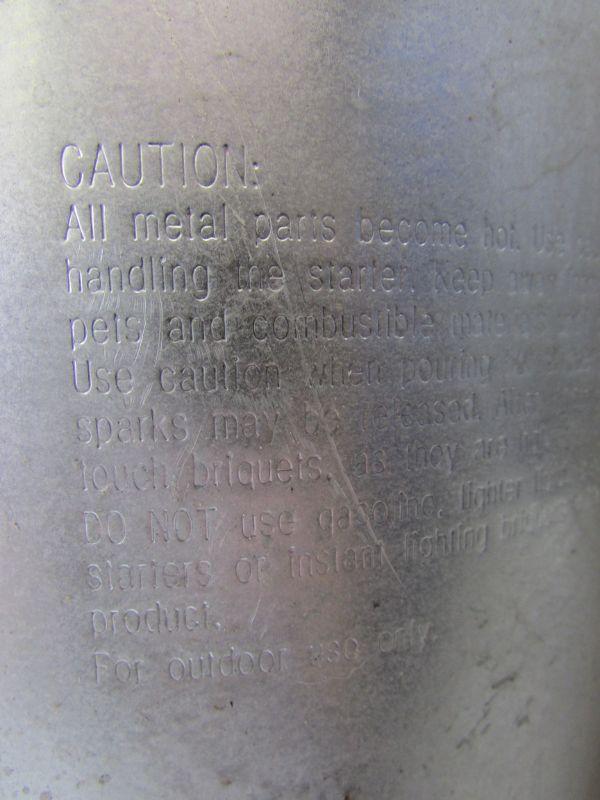 CAUTION:
All metal parts become hot. Use
handling the starter. Keep away from
pets and combustible
Use caution when pouring
sparks may be released.
touch briquets, as they are
DO NOT use gasoline, lighter
starters or instant lighting
product.
For outdoor use only.